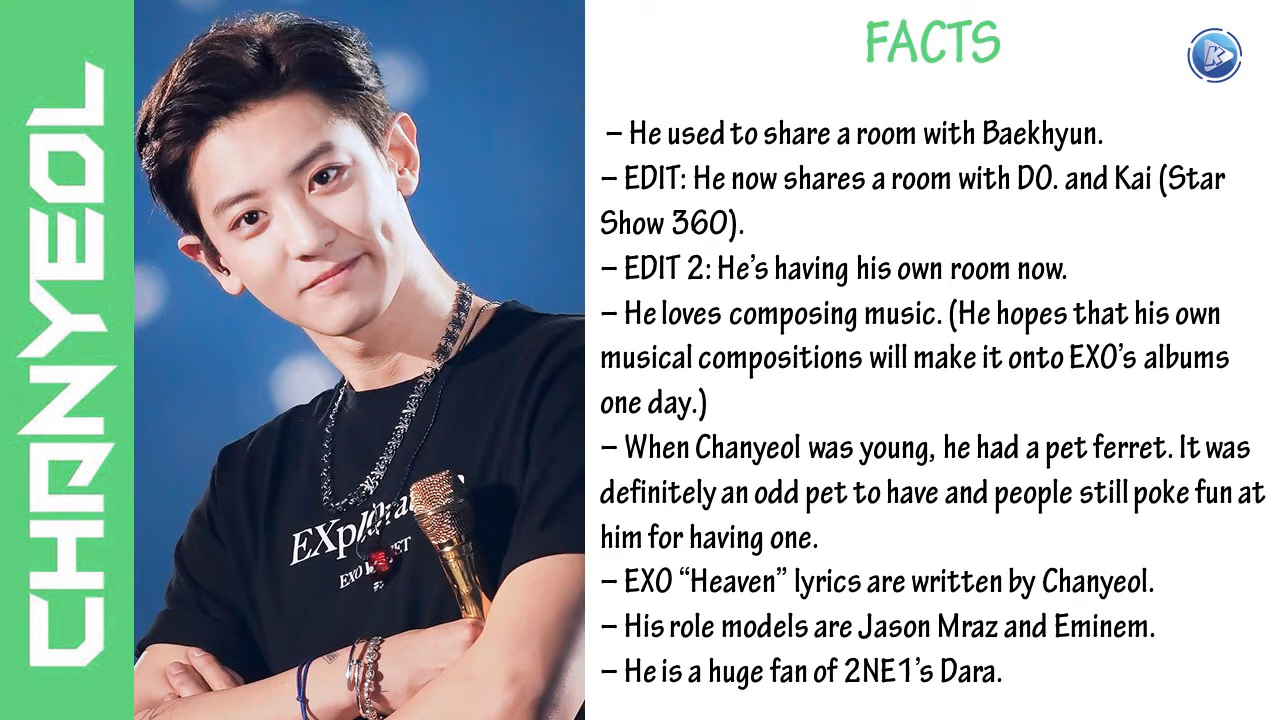 CHANYEOL
FACTS
K
– He used to share a room with Baekhyun.
– EDIT: He now shares a room with DO. and Kai (Star
Show 360).
– EDIT 2: He's having his own room now.
– He loves composing music. (He hopes that his own
musical compositions will make it onto EXO's albums
one day.)
– When Chanyeol was young, he had a pet ferret. It was
definitely an odd pet to have and people still poke fun at
him for having one.
– EXO “Heaven” lyrics are written by Chanyeol.
– His role models are Jason Mraz and Eminem.
– He is a huge fan of 2NE1's Dara.
EXO